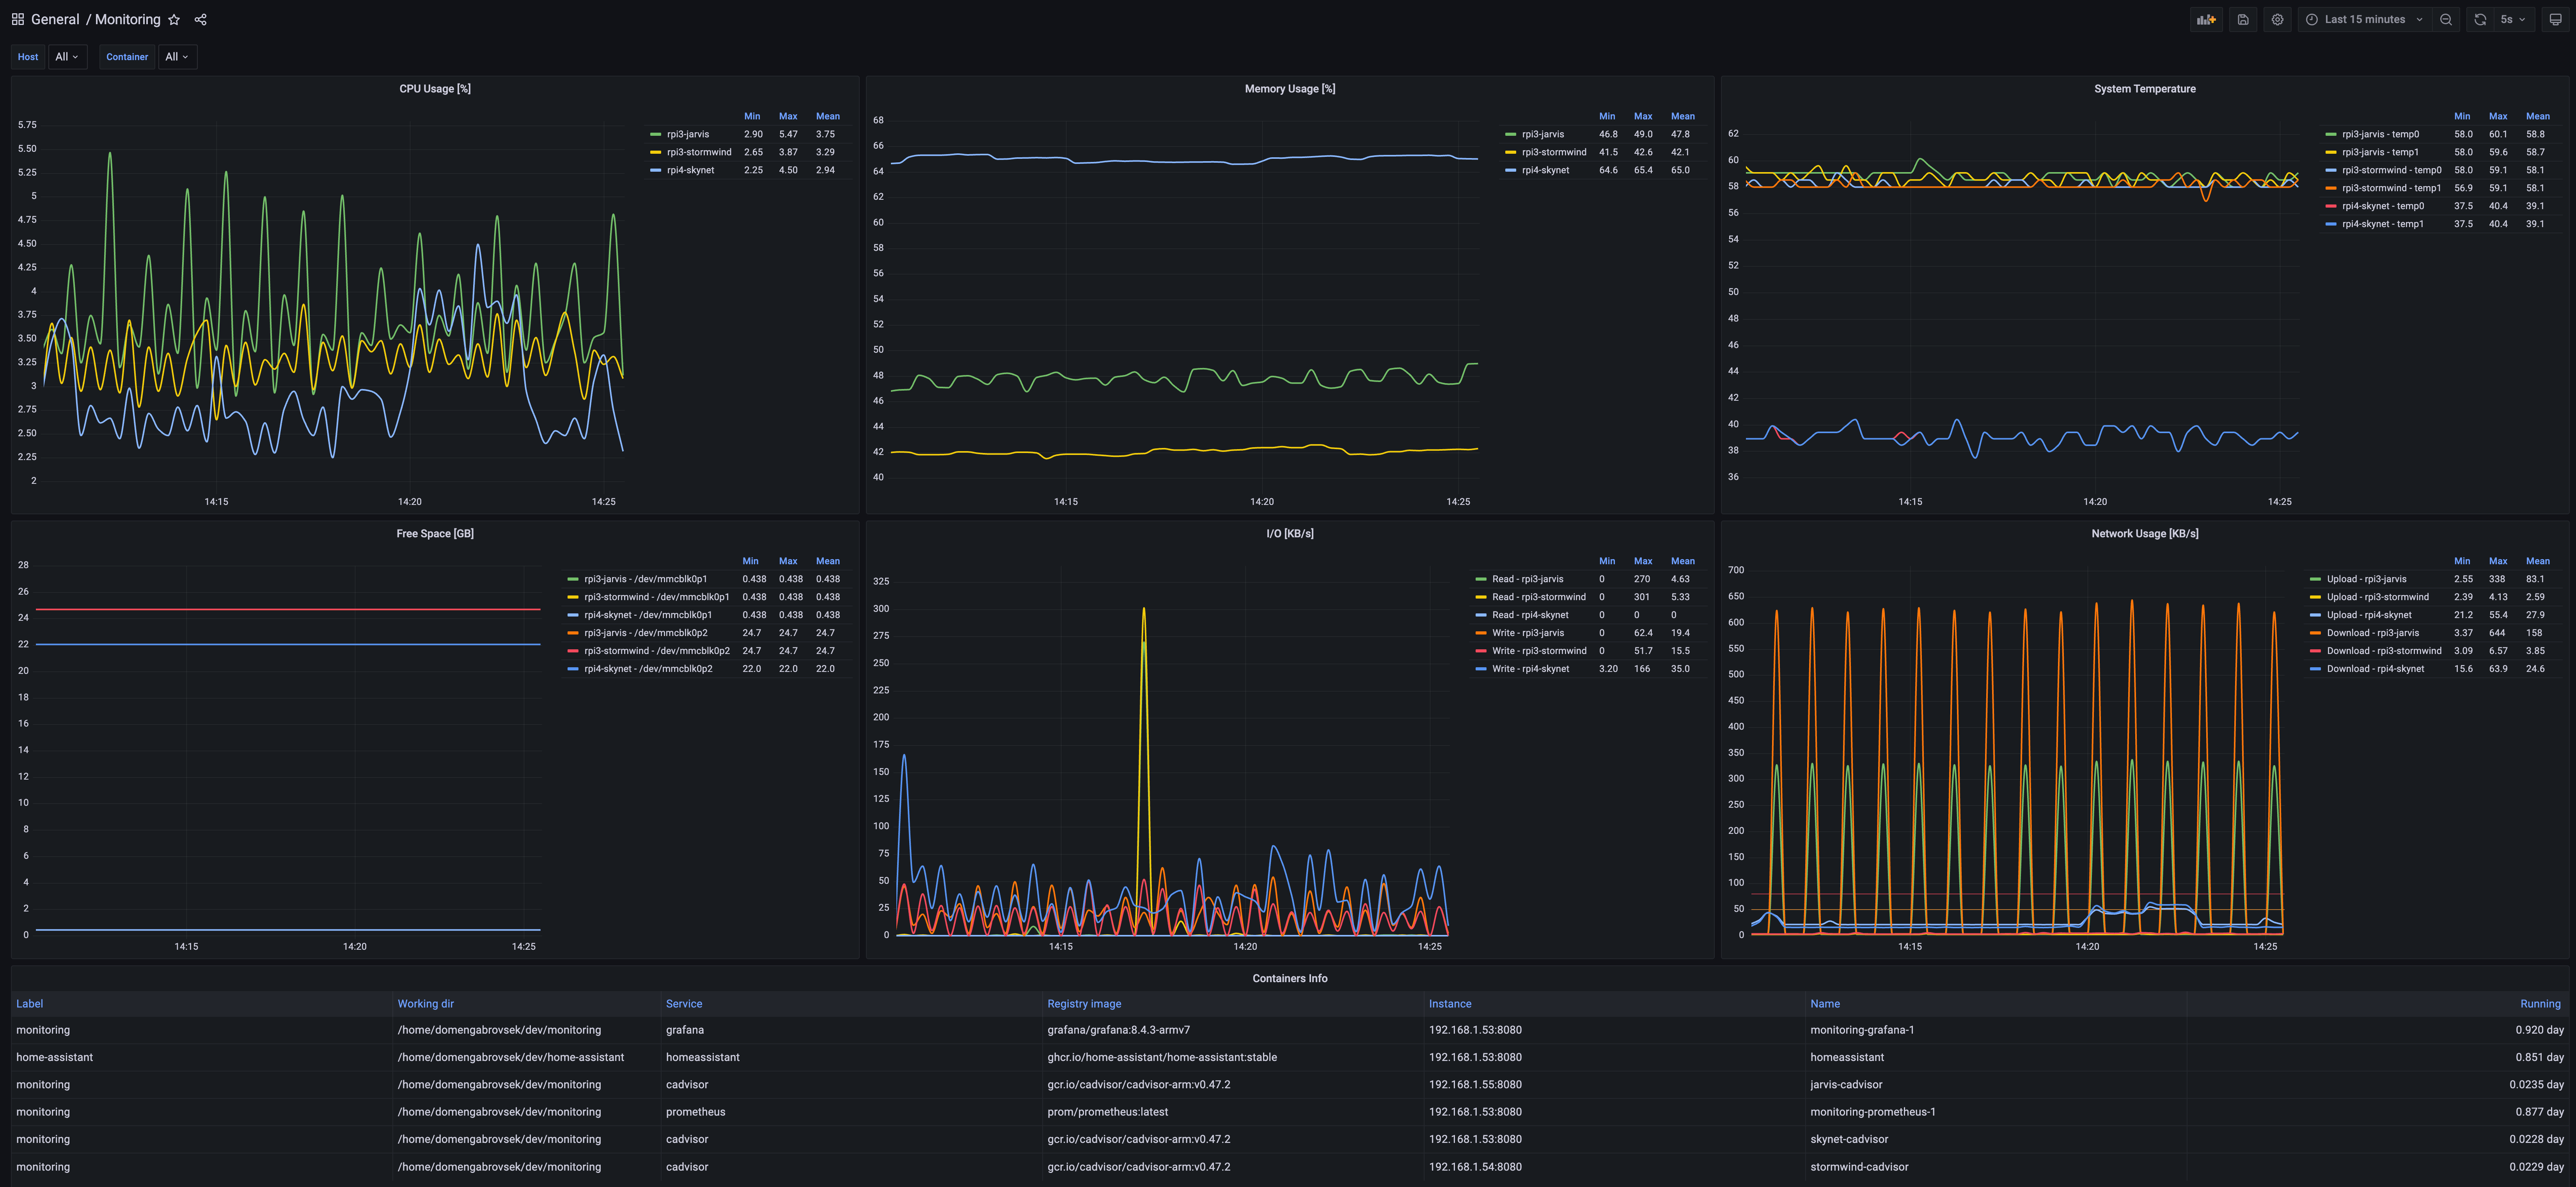 General / Monitoring
Last 15 minutes
5s
Host All Container All
CPU Usage [%]
5.75
5.50
5.25
5
4.75
4.50
4.25
4
3.75
3.50
3.25
3
2.75
2.50
2.25
2
14:15 14:20 14:25
Min Max Mean
rpi3-jarvis 2.90 5.47 3.75
rpi3-stormwind 2.65 3.87 3.29
rpi4-skynet 2.25 4.50 2.94
Memory Usage [%]
68
66
64
62
60
58
56
54
52
50
48
46
44
42
40
14:15 14:20 14:25
Min Max Mean
rpi3-jarvis 46.8 49.0 47.8
rpi3-stormwind 41.5 42.6 42.1
rpi4-skynet 64.6 65.4 65.0
System Temperature
62
60
58
56
54
52
50
48
46
44
42
40
38
36
14:15 14:20 14:25
Min Max Mean
rpi3-jarvis - temp0 58.0 60.1 58.8
rpi3-jarvis - temp1 58.0 59.6 58.7
rpi3-stormwind - temp0 58.0 59.1 58.1
rpi3-stormwind - temp1 56.9 59.1 58.1
rpi4-skynet - temp0 37.5 40.4 39.1
rpi4-skynet - temp1 37.5 40.4 39.1
Free Space [GB]
28
26
24
22
20
18
16
14
12
10
8
6
4
2
0
14:15 14:20 14:25
Min Max Mean
rpi3-jarvis - /dev/mmcblk0p1 0.438 0.438 0.438
rpi3-stormwind - /dev/mmcblk0p1 0.438 0.438 0.438
rpi4-skynet - /dev/mmcblk0p1 0.438 0.438 0.438
rpi3-jarvis - /dev/mmcblk0p2 24.7 24.7 24.7
rpi3-stormwind - /dev/mmcblk0p2 24.7 24.7 24.7
rpi4-skynet - /dev/mmcblk0p2 22.0 22.0 22.0
I/O [KB/s]
325
300
275
250
225
200
175
150
125
100
75
50
25
0
14:15 14:20 14:25
Min Max Mean
Read - rpi3-jarvis 0 270 4.63
Read - rpi3-stormwind 0 301 5.33
Read - rpi4-skynet 0 0 0
Write - rpi3-jarvis 0 62.4 19.4
Write - rpi3-stormwind 0 51.7 15.5
Write - rpi4-skynet 3.20 166 35.0
Network Usage [KB/s]
700
650
600
550
500
450
400
350
300
250
200
150
100
50
0
14:15 14:20 14:25
Min Max Mean
Upload - rpi3-jarvis 2.55 338 83.1
Upload - rpi3-stormwind 2.39 4.13 2.59
Upload - rpi4-skynet 21.2 55.4 27.9
Download - rpi3-jarvis 3.37 644 158
Download - rpi3-stormwind 3.09 6.57 3.85
Download - rpi4-skynet 15.6 63.9 24.6
Containers Info
Label Working dir Service Registry image Instance Name Running
monitoring /home/domengabrovsek/dev/monitoring grafana grafana/grafana:8.4.3-armv7 192.168.1.53:8080 monitoring-grafana-1 0.920 day
home-assistant /home/domengabrovsek/dev/home-assistant homeassistant ghcr.io/home-assistant/home-assistant:stable 192.168.1.53:8080 homeassistant 0.851 day
monitoring /home/domengabrovsek/dev/monitoring cadvisor gcr.io/cadvisor/cadvisor-arm:v0.47.2 192.168.1.55:8080 jarvis-cadvisor 0.0235 day
monitoring /home/domengabrovsek/dev/monitoring prometheus prom/prometheus:latest 192.168.1.53:8080 monitoring-prometheus-1 0.877 day
monitoring /home/domengabrovsek/dev/monitoring cadvisor gcr.io/cadvisor/cadvisor-arm:v0.47.2 192.168.1.53:8080 skynet-cadvisor 0.0228 day
monitoring /home/domengabrovsek/dev/monitoring cadvisor gcr.io/cadvisor/cadvisor-arm:v0.47.2 192.168.1.54:8080 stormwind-cadvisor 0.0229 day